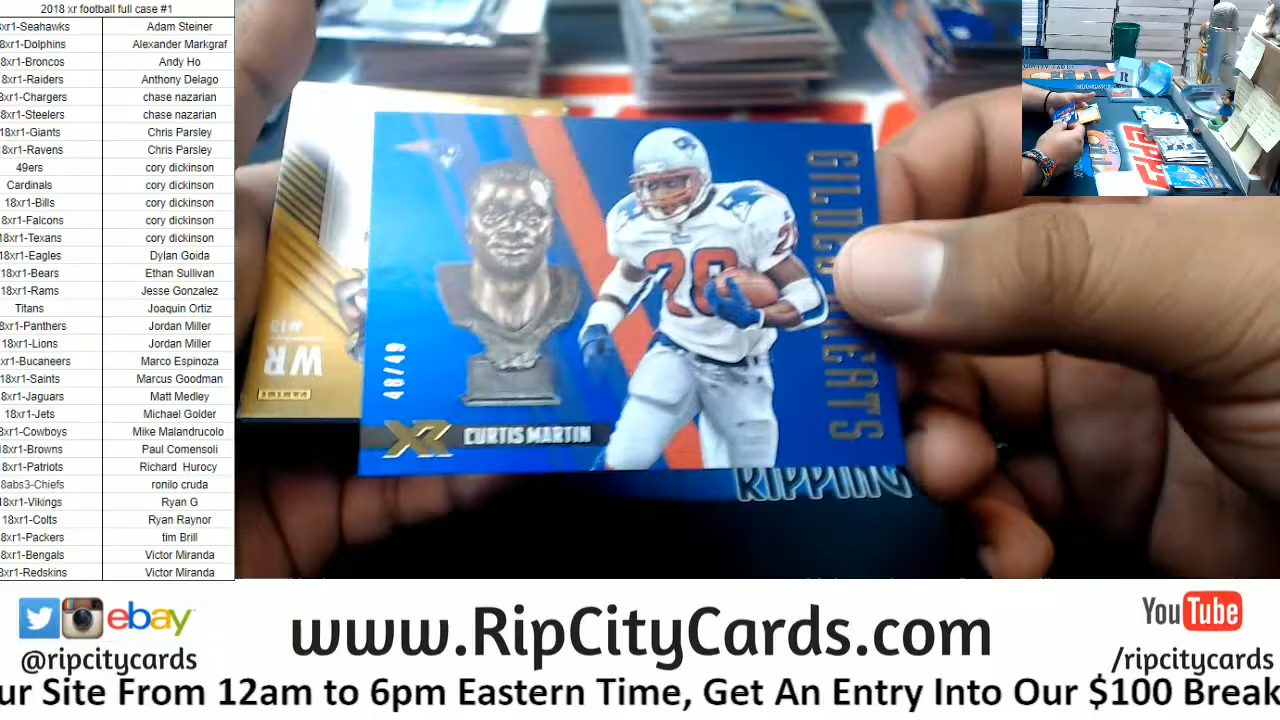 2018 xr football full case #1
8xr1-Seahawks Adam Steiner
8xr1-Dolphins Alexander Markgraf
8xr1-Broncos Andy Ho
8xr1-Raiders Anthony Delago
8xr1-Chargers chase nazarian
8xr1-Steelers chase nazarian
18xr1-Giants Chris Parsley
8xr1-Ravens Chris Parsley
49ers cory dickinson
Cardinals cory dickinson
18xr1-Bills cory dickinson
8xr1-Falcons cory dickinson
18xr1-Texans cory dickinson
8xr1-Eagles Dylan Goida
18xr1-Bears Ethan Sullivan
18xr1-Rams Jesse Gonzalez
Titans Joaquin Ortiz
8xr1-Panthers Jordan Miller
18xr1-Lions Jordan Miller
xr1-Bucaneers Marco Espinoza
18xr1-Saints Marcus Goodman
8xr1-Jaguars Matt Medley
18xr1-Jets Michael Golder
8xr1-Cowboys Mike Malandrucolo
8xr1-Browns Paul Comensoli
8xr1-Patriots Richard Hurocy
8abs3-Chiefs ronilo cruda
18xr1-Vikings Ryan G
18xr1-Colts Ryan Raynor
8xr1-Packers tim Brill
8xr1-Bengals Victor Miranda
8xr1-Redskins Victor Miranda
28
48/49
XR CURTIS MARTIN
WR
PANINI
RIPPING
ebay
@ripcitycards
www.RipCityCards.com
YouTube
/ripcitycards
ur Site From 12am to 6pm Eastern Time, Get An Entry Into Our $100 Break